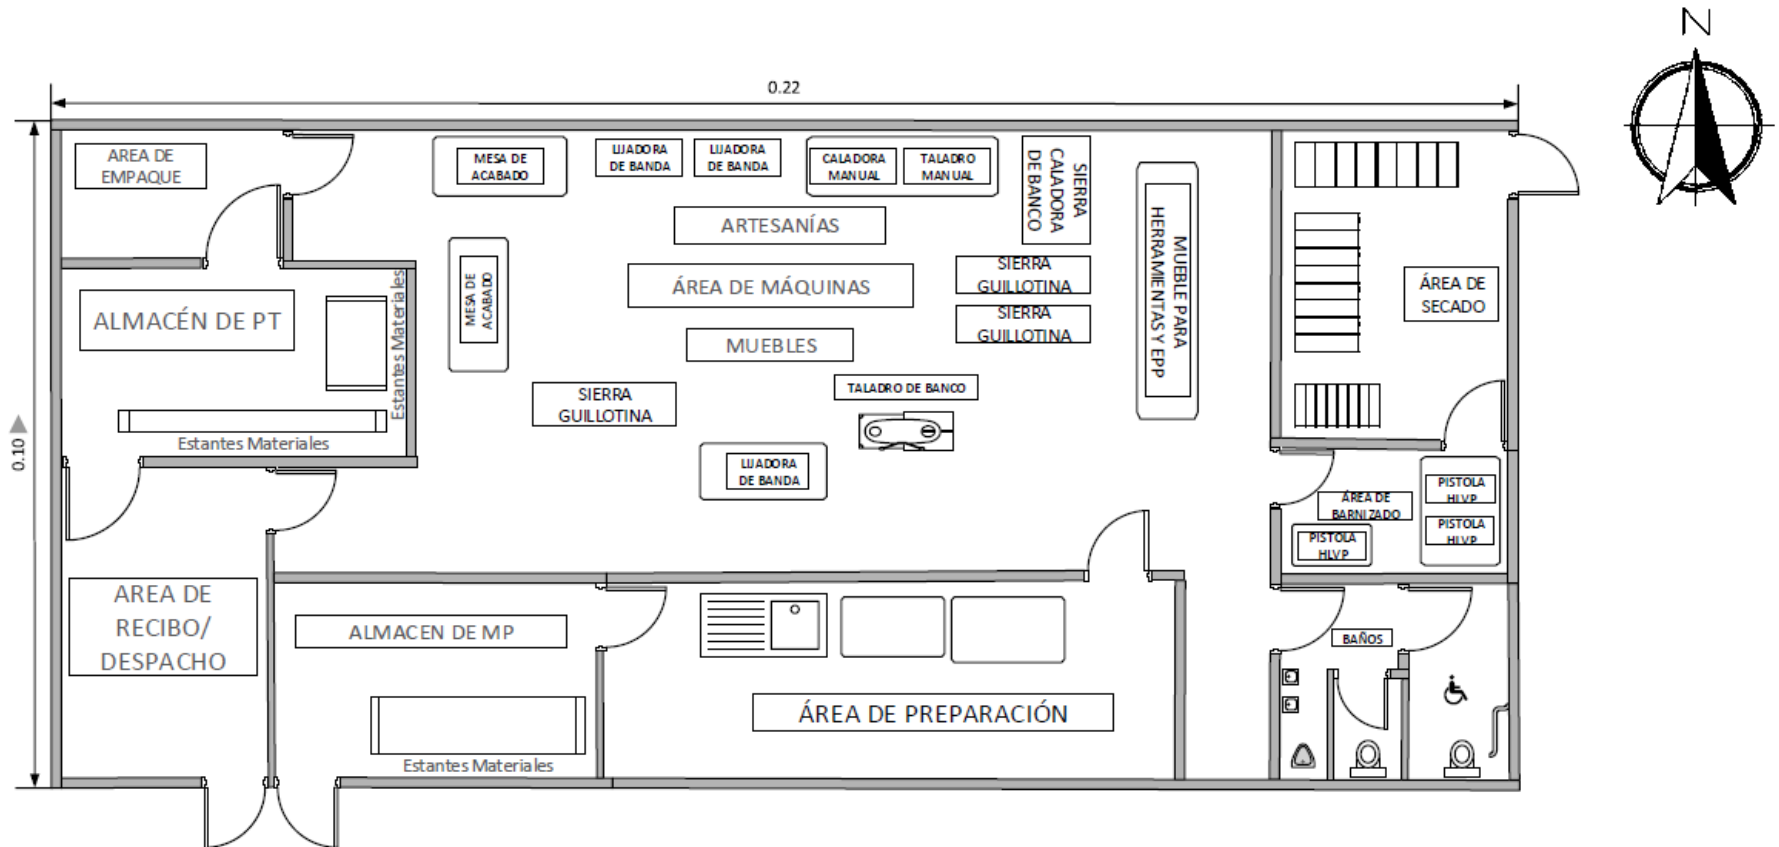 N
0.22
AREA DE
EMPAQUE
MESA DE
ACABADO
LIJADORA
DE BANDA
LIJADORA
DE BANDA
CALADORA
MANUAL
TALADRO
MANUAL
SIERRA
CALADORA
DE BANCO
ARTESANÍAS
MUEBLE PARA
HERRAMIENTAS Y EPP
ÁREA DE
SECADO
MESA DE
ACABADO
ÁREA DE MÁQUINAS
SIERRA
GUILLOTINA
SIERRA
GUILLOTINA
ALMACÉN DE PT
Estantes Materiales
MUEBLES
SIERRA
GUILLOTINA
TALADRO DE BANCO
Estantes Materiales
0.10
LIJADORA
DE BANDA
ÁREA DE
BARNIZADO
PISTOLA
HLVP
PISTOLA
HLVP
PISTOLA
HLVP
AREA DE
RECIBO/
DESPACHO
ALMACEN DE MP
BAÑOS
ÁREA DE PREPARACIÓN
Estantes Materiales